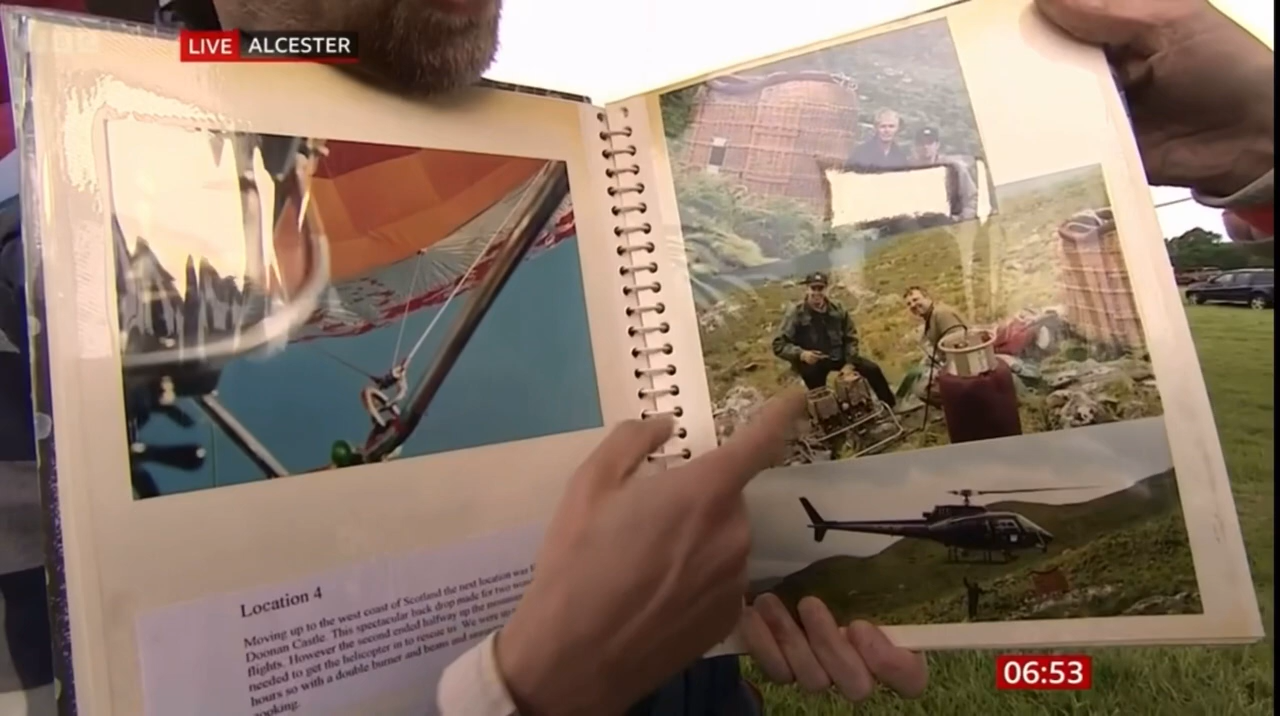 LIVE ALCESTER
Location 4
Moving up to the west coast of Scotland the next location was
Doonan Castle. This spectacular back drop made for two
flights. However the second ended halfway up the
needed to get the helicopter in to rescue us. We were
hours so with a double burner and beans and
cooking.
06:53